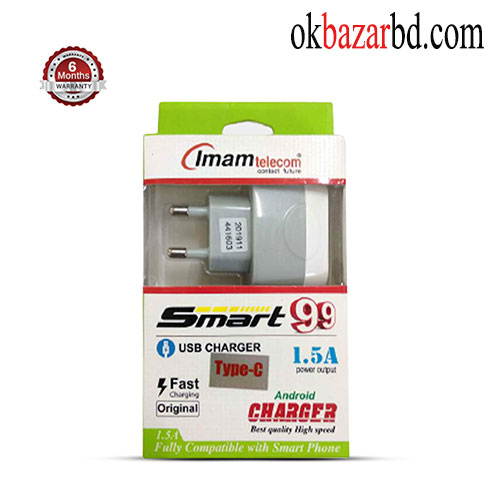 okbazarbd.com
6
Months
WARRANTY
Imam telecom®
contact future
201911
441603
Smart 99
USB CHARGER
Type-C
1.5A
power output
Fast
Charging
Original
Android
CHARGER
Best quality High speed
1.5A
Fully Compatible with Smart Phone